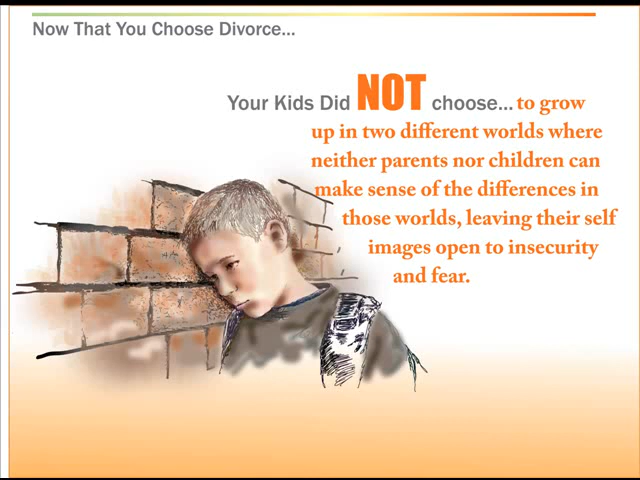 Now That You Choose Divorce...
Your Kids Did NOT choose... to grow
up in two different worlds where
neither parents nor children can
make sense of the differences in
those worlds, leaving their self
images open to insecurity
and fear.